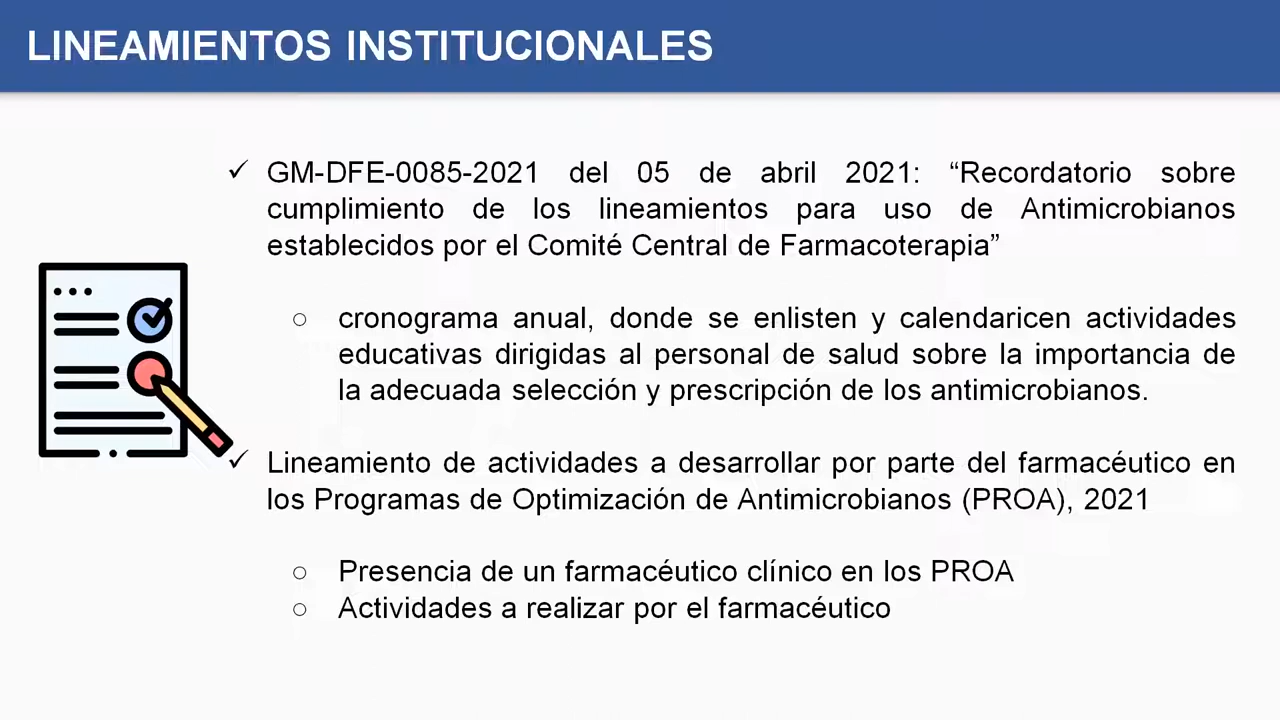 LINEAMIENTOS INSTITUCIONALES
✓ GM-DFE-0085-2021 del 05 de abril 2021: “Recordatorio sobre
cumplimiento de los lineamientos para uso de Antimicrobianos
establecidos por el Comité Central de Farmacoterapia”
○ cronograma anual, donde se enlisten y calendaricen actividades
educativas dirigidas al personal de salud sobre la importancia de
la adecuada selección y prescripción de los antimicrobianos.
✓ Lineamiento de actividades a desarrollar por parte del farmacéutico en
los Programas de Optimización de Antimicrobianos (PROA), 2021
○ Presencia de un farmacéutico clínico en los PROA
○ Actividades a realizar por el farmacéutico